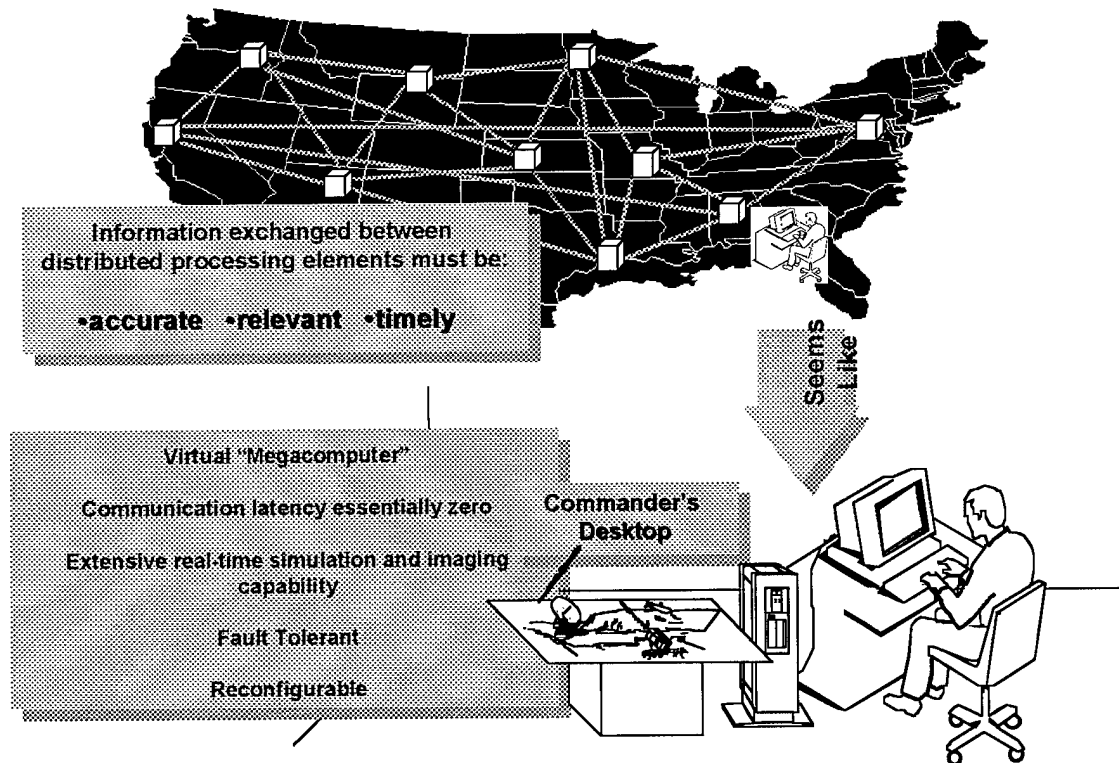 Information exchanged between
distributed processing elements must be:
•accurate •relevant •timely
Seems
Like
Virtual "Megacomputer"
Communication latency essentially zero
Extensive real-time simulation and imaging
capability
Fault Tolerant
Reconfigurable
Commander's
Desktop